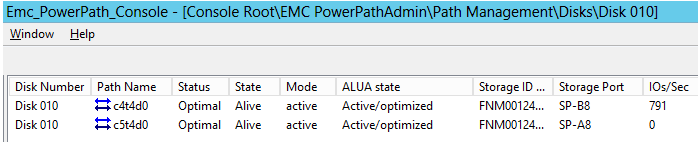 Emc_PowerPath_Console - [Console Root\EMC PowerPathAdmin\Path Management\Disks\Disk 010]
Window Help
Disk Number Path Name Status State Mode ALUA state Storage ID ... Storage Port IOs/Sec
Disk 010 c4t4d0 Optimal Alive active Active/optimized FNM00124... SP-B8 791
Disk 010 c5t4d0 Optimal Alive active Active/optimized FNM00124... SP-A8 0